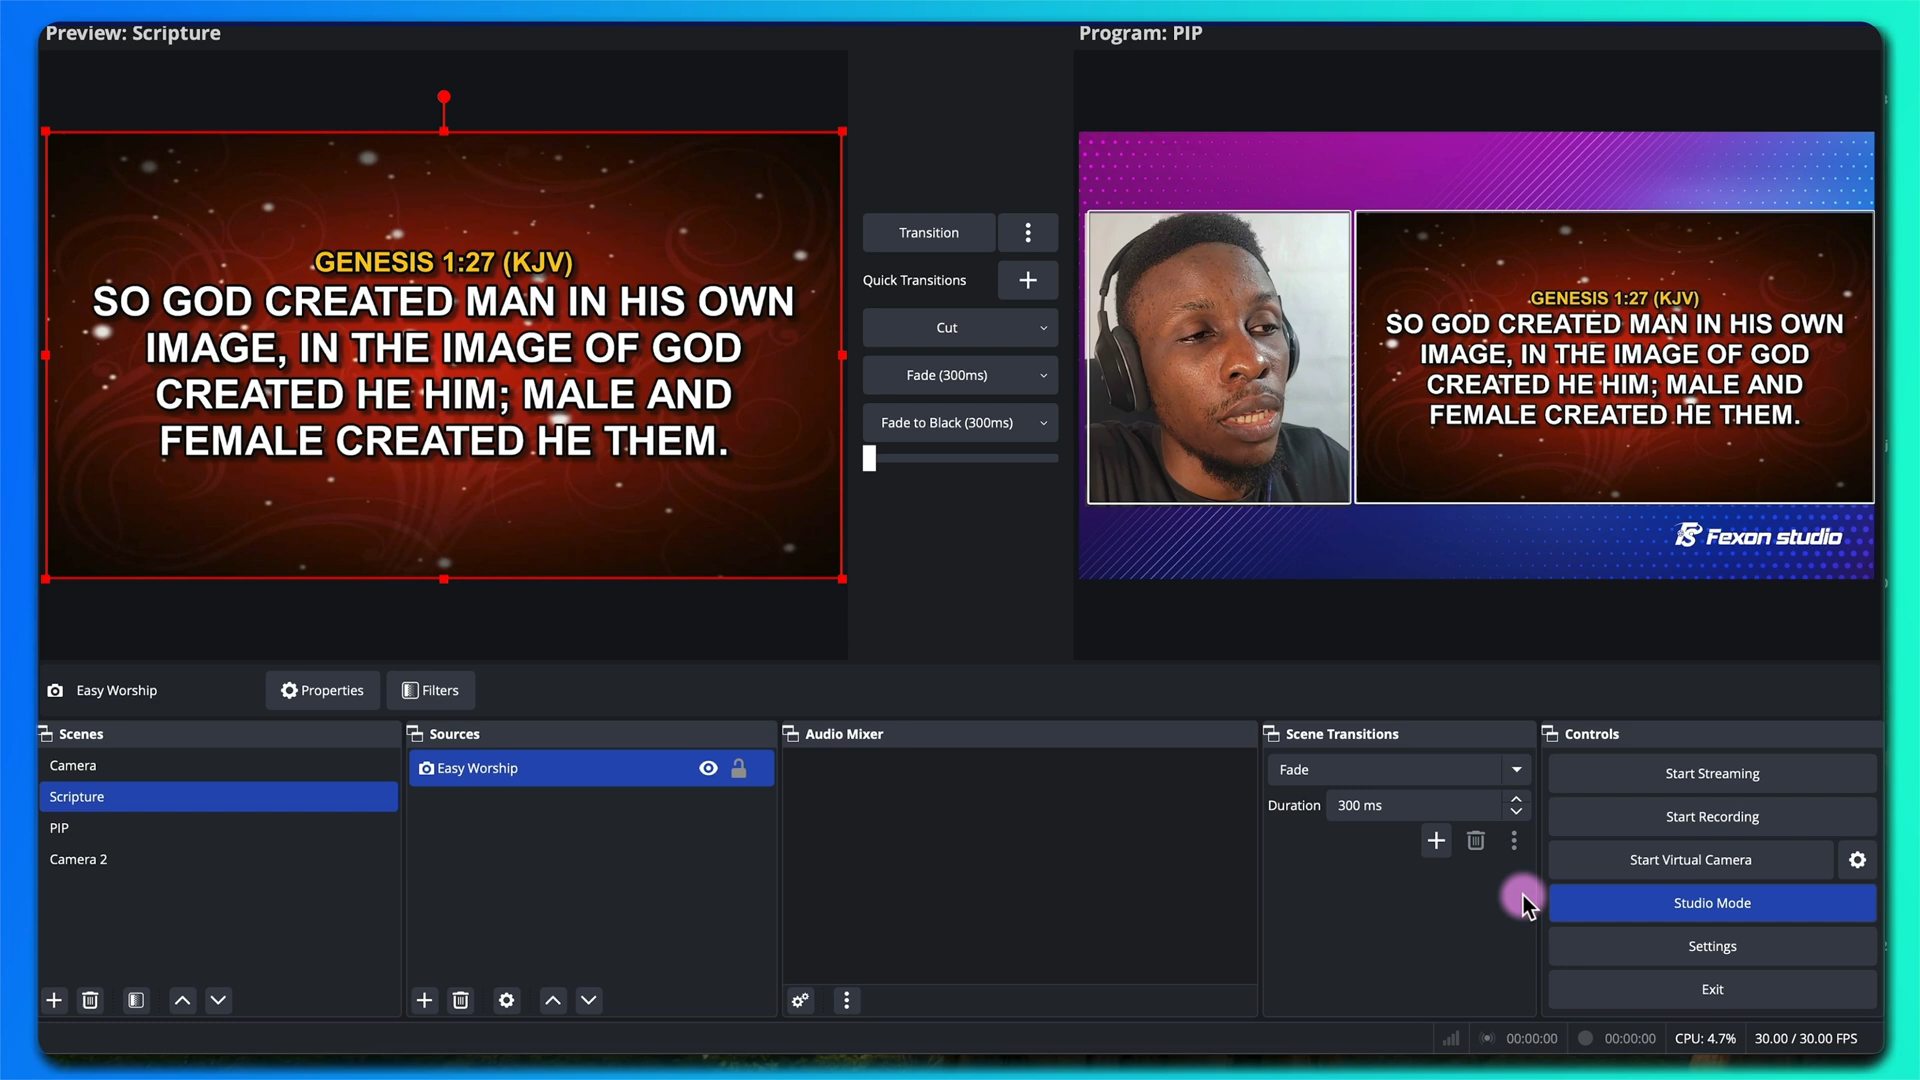 Preview: Scripture
Program: PIP
GENESIS 1:27 (KJV)
SO GOD CREATED MAN IN HIS OWN
IMAGE, IN THE IMAGE OF GOD
CREATED HE HIM; MALE AND
FEMALE CREATED HE THEM.
Transition
Quick Transitions
Cut
Fade (300ms)
Fade to Black (300ms)
GENESIS 1:27 (KJV)
SO GOD CREATED MAN IN HIS OWN
IMAGE, IN THE IMAGE OF GOD
CREATED HE HIM; MALE AND
FEMALE CREATED HE THEM.
Fexon studio
Easy Worship
Properties
Filters
Scenes
Camera
Scripture
PIP
Camera 2
Sources
Easy Worship
Audio Mixer
Scene Transitions
Fade
Duration 300 ms
Controls
Start Streaming
Start Recording
Start Virtual Camera
Studio Mode
Settings
Exit
00:00:00
00:00:00
CPU: 4.7%
30.00 / 30.00 FPS